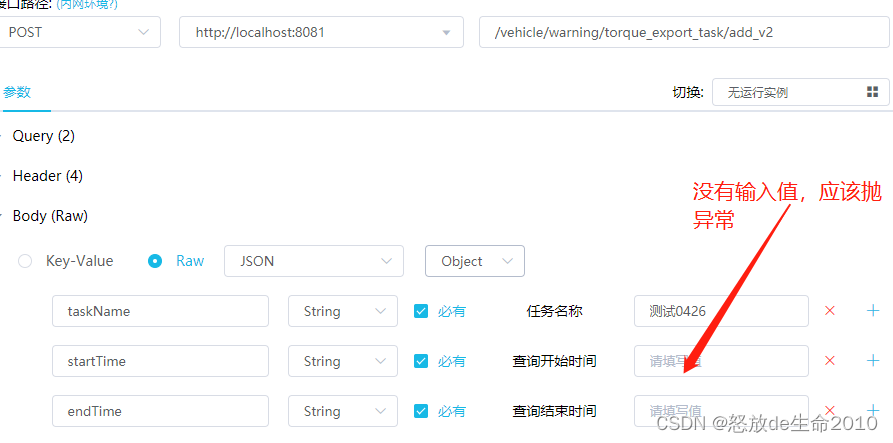 接口路径: (内网环境?)
POST http://localhost:8081 /vehicle/warning/torque_export_task/add_v2
参数 切换: 无运行实例
Query (2)
Header (4)
没有输入值，应该抛
异常
Body (Raw)
Key-Value Raw JSON Object
taskName String 必有 任务名称 测试0426
startTime String 必有 查询开始时间 请填写值
endTime String 必有 查询结束时间 请填写值
CSDN @怒放de生命2010